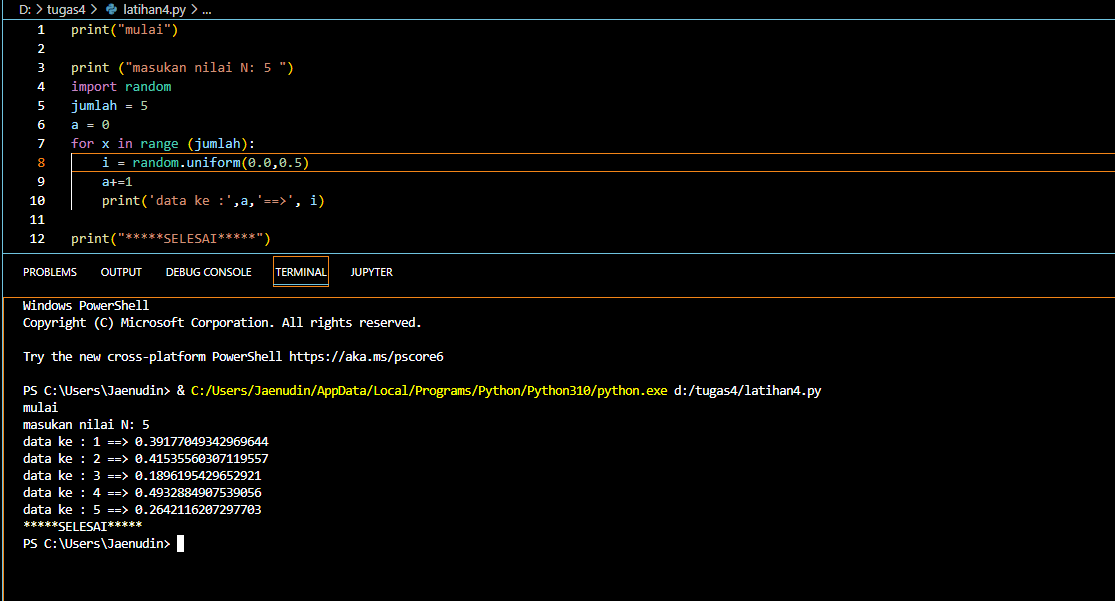 D: > tugas4 > latihan4.py > ...
1 print("mulai")
2
3 print ("masukan nilai N: 5 ")
4 import random
5 jumlah = 5
6 a = 0
7 for x in range (jumlah):
8     i = random.uniform(0.0,0.5)
9     a+=1
10     print('data ke :',a,'==>', i)
11
12 print("*****SELESAI*****")
PROBLEMS OUTPUT DEBUG CONSOLE TERMINAL JUPYTER
Windows PowerShell
Copyright (C) Microsoft Corporation. All rights reserved.
Try the new cross-platform PowerShell https://aka.ms/pscore6
PS C:\Users\Jaenudin> & C:/Users/Jaenudin/AppData/Local/Programs/Python/Python310/python.exe d:/tugas4/latihan4.py
mulai
masukan nilai N: 5
data ke : 1 ==> 0.39177049342969644
data ke : 2 ==> 0.41535560307119557
data ke : 3 ==> 0.1896195429652921
data ke : 4 ==> 0.4932884907539056
data ke : 5 ==> 0.2642116207297703
*****SELESAI*****
PS C:\Users\Jaenudin>